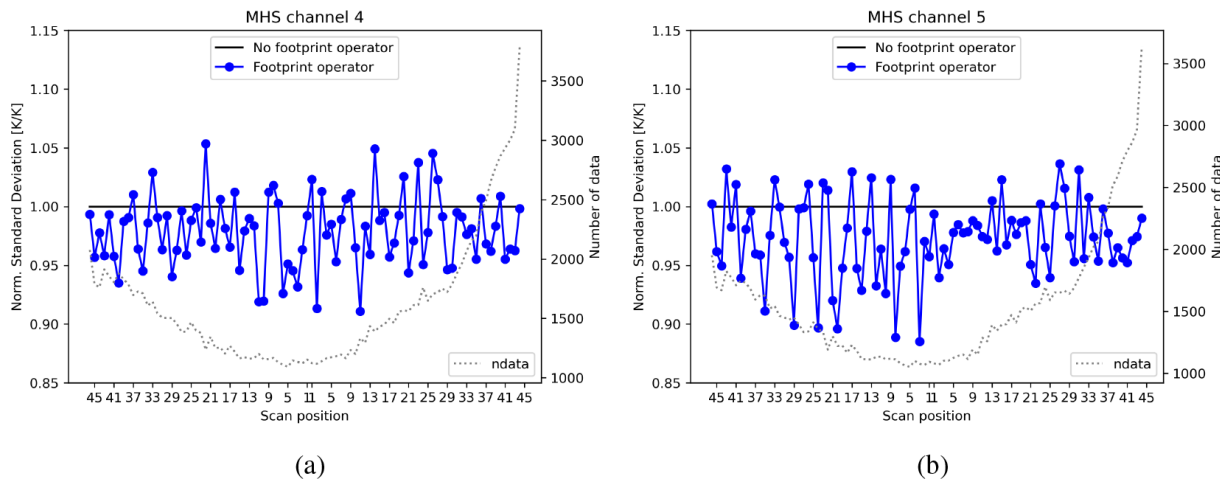 MHS channel 4
1.15
1.10
1.05
1.00
0.95
0.90
0.85
Norm. Standard Deviation [K/K]
No footprint operator
Footprint operator
ndata
3500
3000
2500
2000
1500
1000
Number of data
45 41 37 33 29 25 21 17 13 9 5 1 1 5 9 13 17 21 25 29 33 37 41 45
Scan position
(a)
MHS channel 5
1.15
1.10
1.05
1.00
0.95
0.90
0.85
Norm. Standard Deviation [K/K]
No footprint operator
Footprint operator
ndata
3500
3000
2500
2000
1500
1000
Number of data
45 41 37 33 29 25 21 17 13 9 5 1 1 5 9 13 17 21 25 29 33 37 41 45
Scan position
(b)